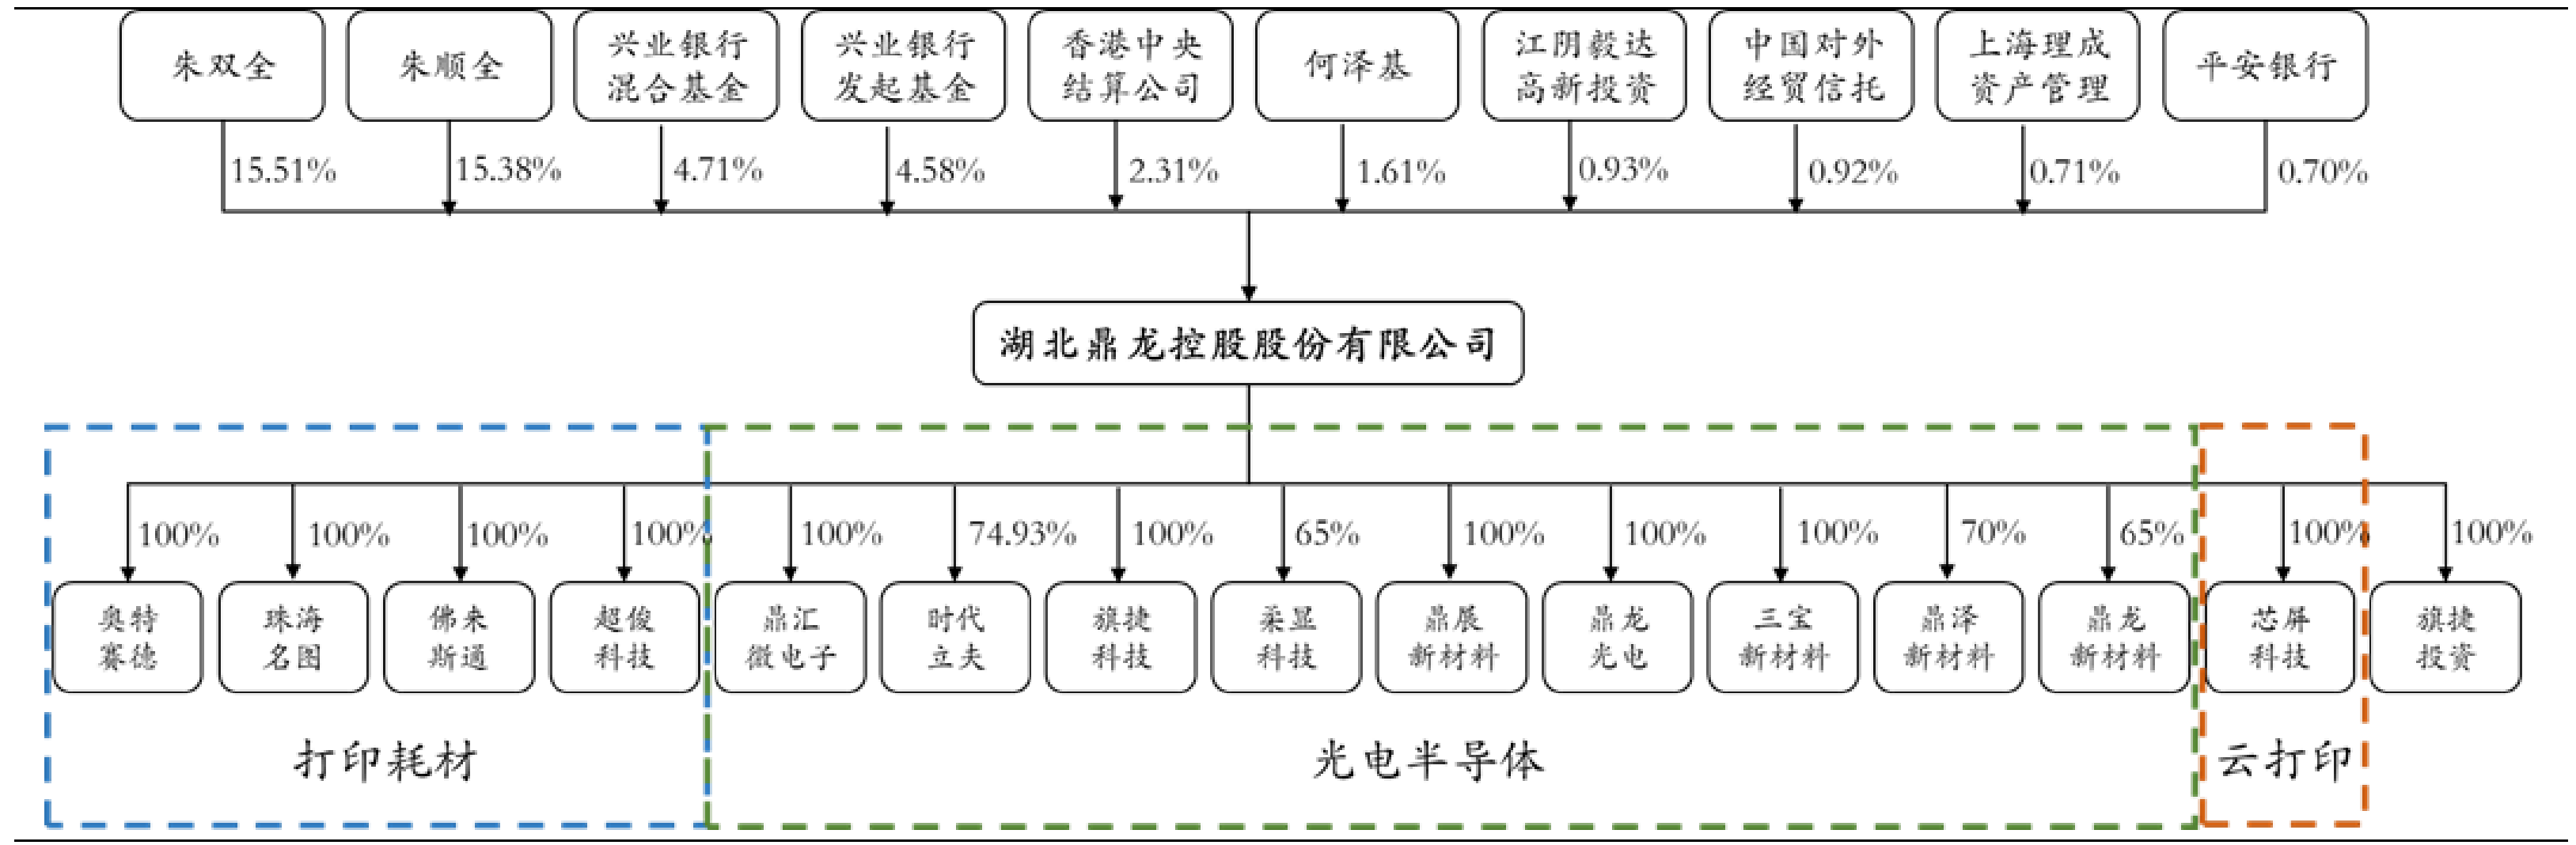 朱双全
朱顺全
兴业银行
混合基金
兴业银行
发起基金
香港中央
结算公司
何泽基
江阴毅达
高新投资
中国对外
经贸信托
上海理成
资产管理
平安银行
15.51%
15.38%
4.71%
4.58%
2.31%
1.61%
0.93%
0.92%
0.71%
0.70%
湖北鼎龙控股股份有限公司
100%
100%
100%
100%
100%
74.93%
100%
65%
100%
100%
100%
70%
65%
100%
100%
奥特
赛德
珠海
名图
佛来
斯通
超俊
科技
鼎汇
微电子
时代
立夫
旗捷
科技
柔显
科技
鼎展
新材料
鼎龙
光电
三宝
新材料
鼎泽
新材料
鼎龙
新材料
芯屏
科技
旗捷
投资
打印耗材
光电半导体
云打印